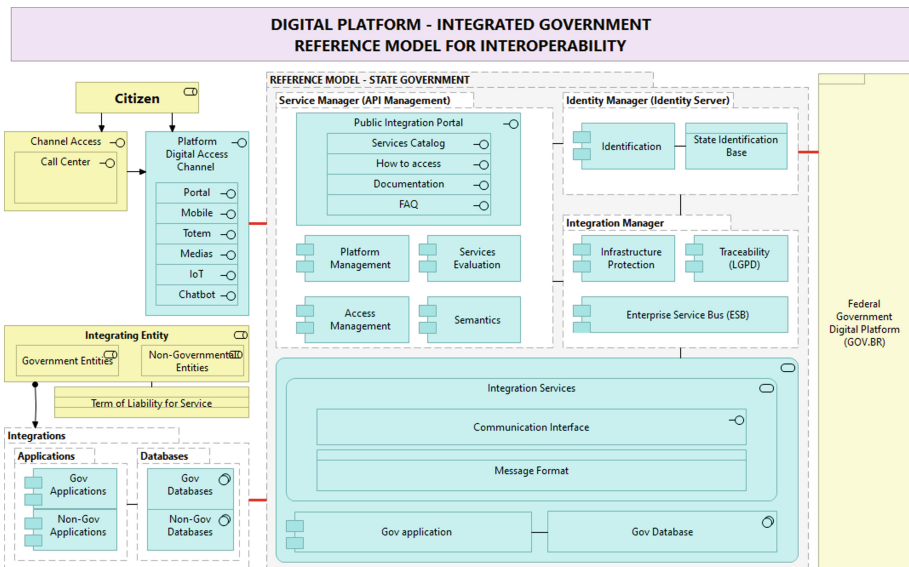 DIGITAL PLATFORM - INTEGRATED GOVERNMENT
REFERENCE MODEL FOR INTEROPERABILITY
Citizen
Channel Access
Call Center
Platform
Digital Access
Channel
Portal
Mobile
Totem
Medias
IoT
Chatbot
Integrating Entity
Government Entities
Non-Governmental
Entities
Term of Liability for Service
Integrations
Applications
Gov
Applications
Non-Gov
Applications
Databases
Gov
Databases
Non-Gov
Databases
REFERENCE MODEL - STATE GOVERNMENT
Service Manager (API Management)
Public Integration Portal
Services Catalog
How to access
Documentation
FAQ
Platform
Management
Services
Evaluation
Access
Management
Semantics
Identity Manager (Identity Server)
Identification
State Identification
Base
Integration Manager
Infrastructure
Protection
Traceability
(LGPD)
Enterprise Service Bus (ESB)
Integration Services
Communication Interface
Message Format
Gov application
Gov Database
Federal
Government
Digital Platform
(GOV.BR)